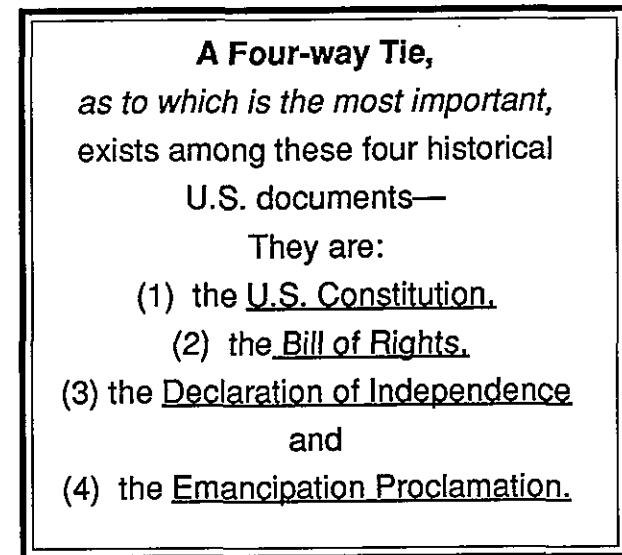 A Four-way Tie,
as to which is the most important,
exists among these four historical
U.S. documents—
They are:
(1) the U.S. Constitution,
(2) the Bill of Rights,
(3) the Declaration of Independence
and
(4) the Emancipation Proclamation.